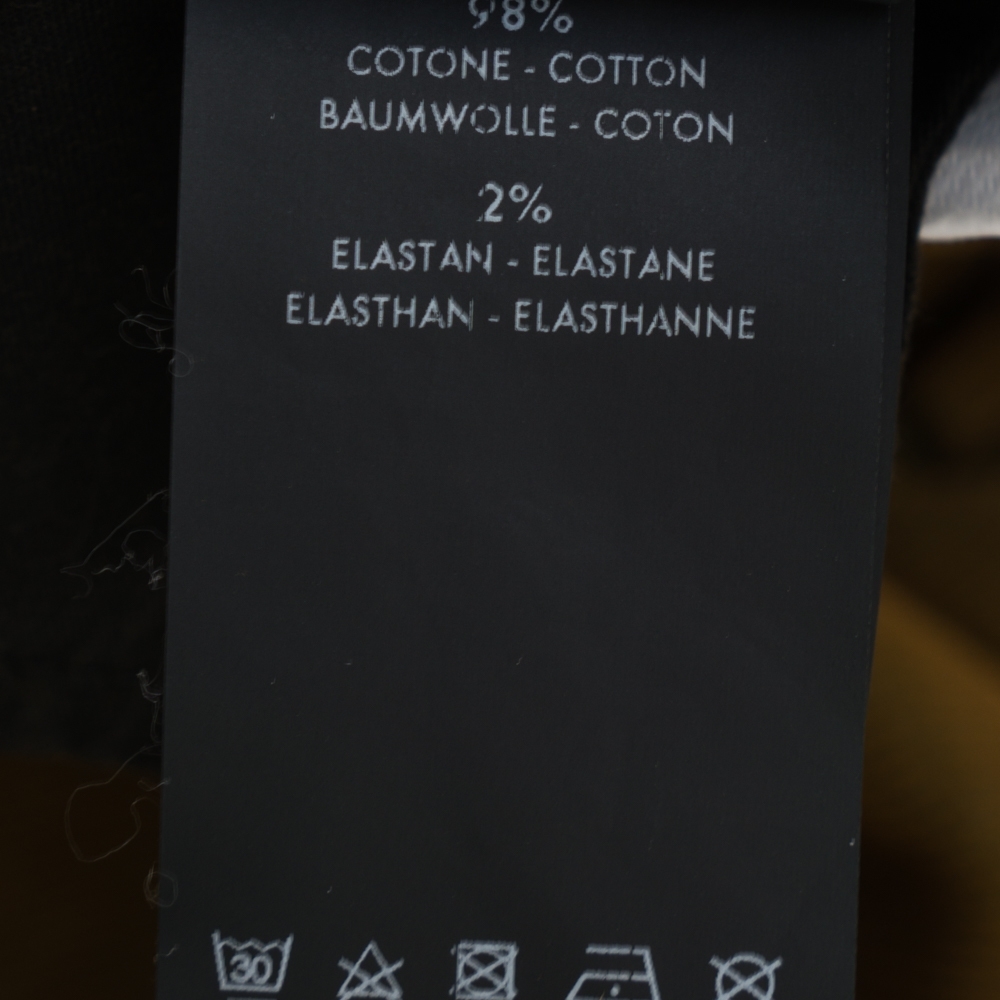 98%
COTONE - COTTON
BAUMWOLLE - COTON
2%
ELASTAN - ELASTANE
ELASTHAN - ELASTHANNE
30